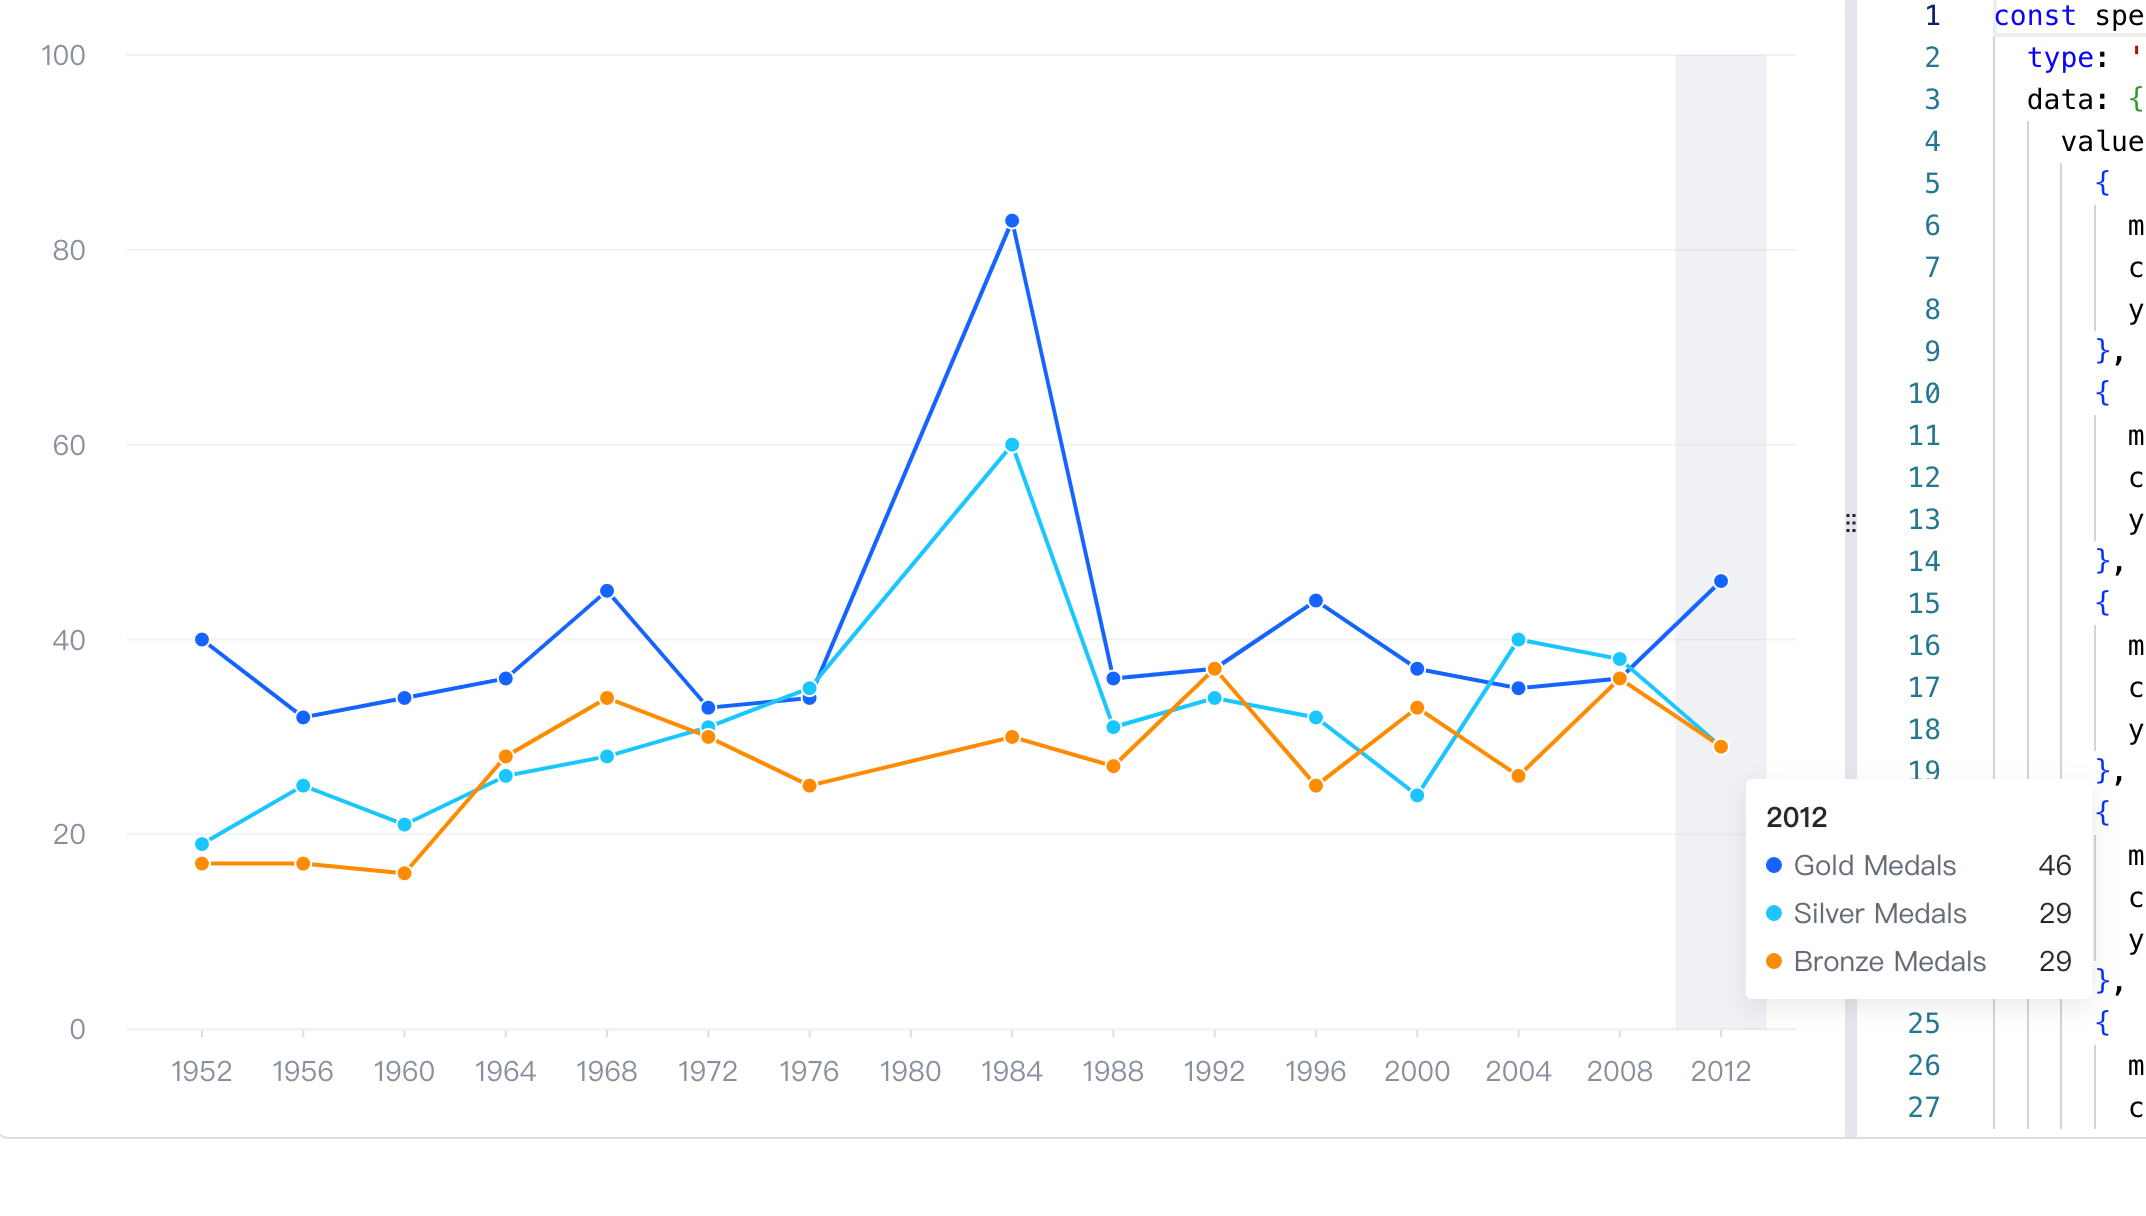 100
80
60
40
20
0
1952 1956 1960 1964 1968 1972 1976 1980 1984 1988 1992 1996 2000 2004 2008 2012
2012
Gold Medals 46
Silver Medals 29
Bronze Medals 29
1 const spe
2 type: '
3 data: {
4 value
5 {
6 m
7 c
8 y
9 },
10 {
11 m
12 c
13 y
14 },
15 {
16 m
17 c
18 y
19 },
{
m
c
y
},
25 {
26 m
27 c